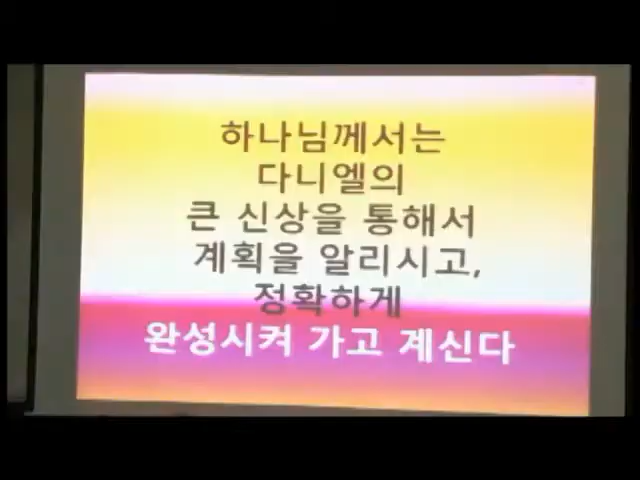 하나님께서는
다니엘의
큰 신상을 통해서
계획을 알리시고,
정확하게
완성시켜 가고 계신다